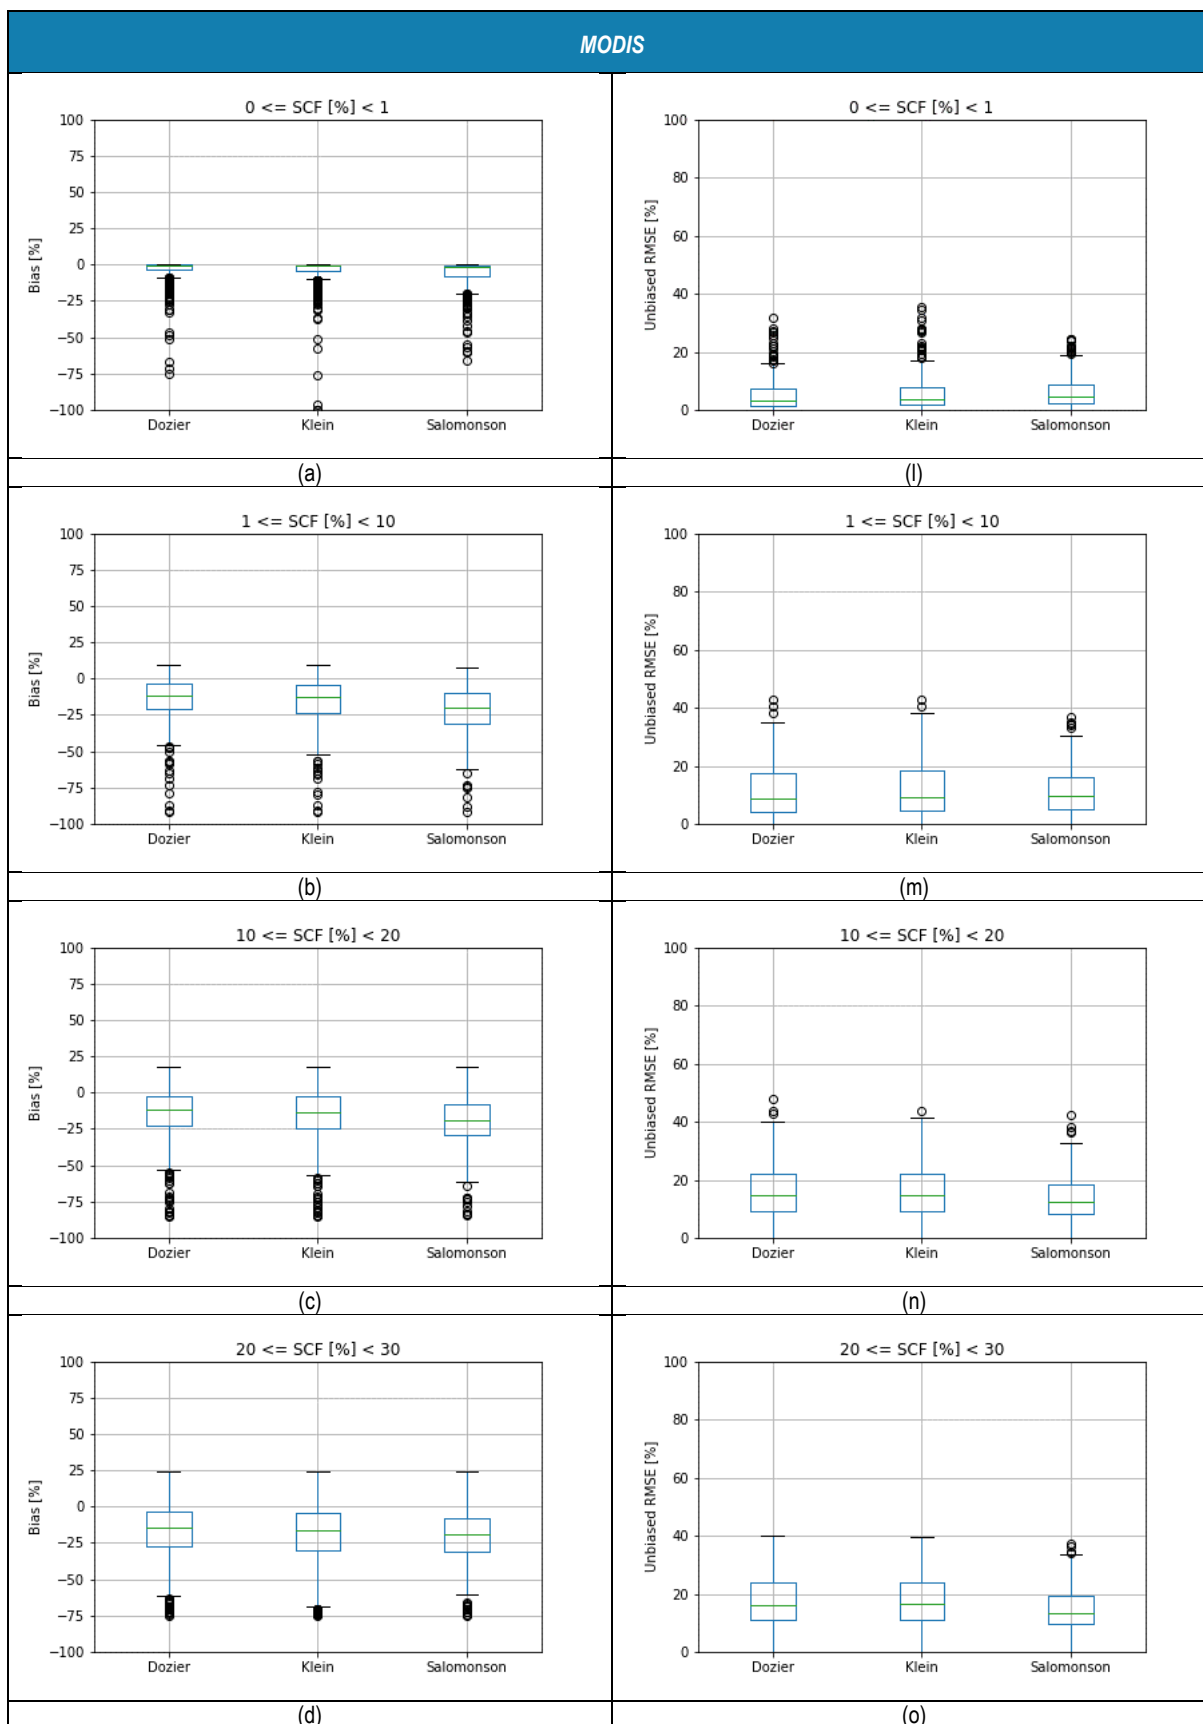 MODIS
0 <= SCF [%] < 1
100
75
50
25
0
−25
−50
−75
−100
Bias [%]
Dozier Klein Salomonson
(a)
0 <= SCF [%] < 1
100
80
60
40
20
0
Unbiased RMSE [%]
Dozier Klein Salomonson
(l)
1 <= SCF [%] < 10
100
75
50
25
0
−25
−50
−75
−100
Bias [%]
Dozier Klein Salomonson
(b)
1 <= SCF [%] < 10
100
80
60
40
20
0
Unbiased RMSE [%]
Dozier Klein Salomonson
(m)
10 <= SCF [%] < 20
100
75
50
25
0
−25
−50
−75
−100
Bias [%]
Dozier Klein Salomonson
(c)
10 <= SCF [%] < 20
100
80
60
40
20
0
Unbiased RMSE [%]
Dozier Klein Salomonson
(n)
20 <= SCF [%] < 30
100
75
50
25
0
−25
−50
−75
−100
Bias [%]
Dozier Klein Salomonson
(d)
20 <= SCF [%] < 30
100
80
60
40
20
0
Unbiased RMSE [%]
Dozier Klein Salomonson
(o)